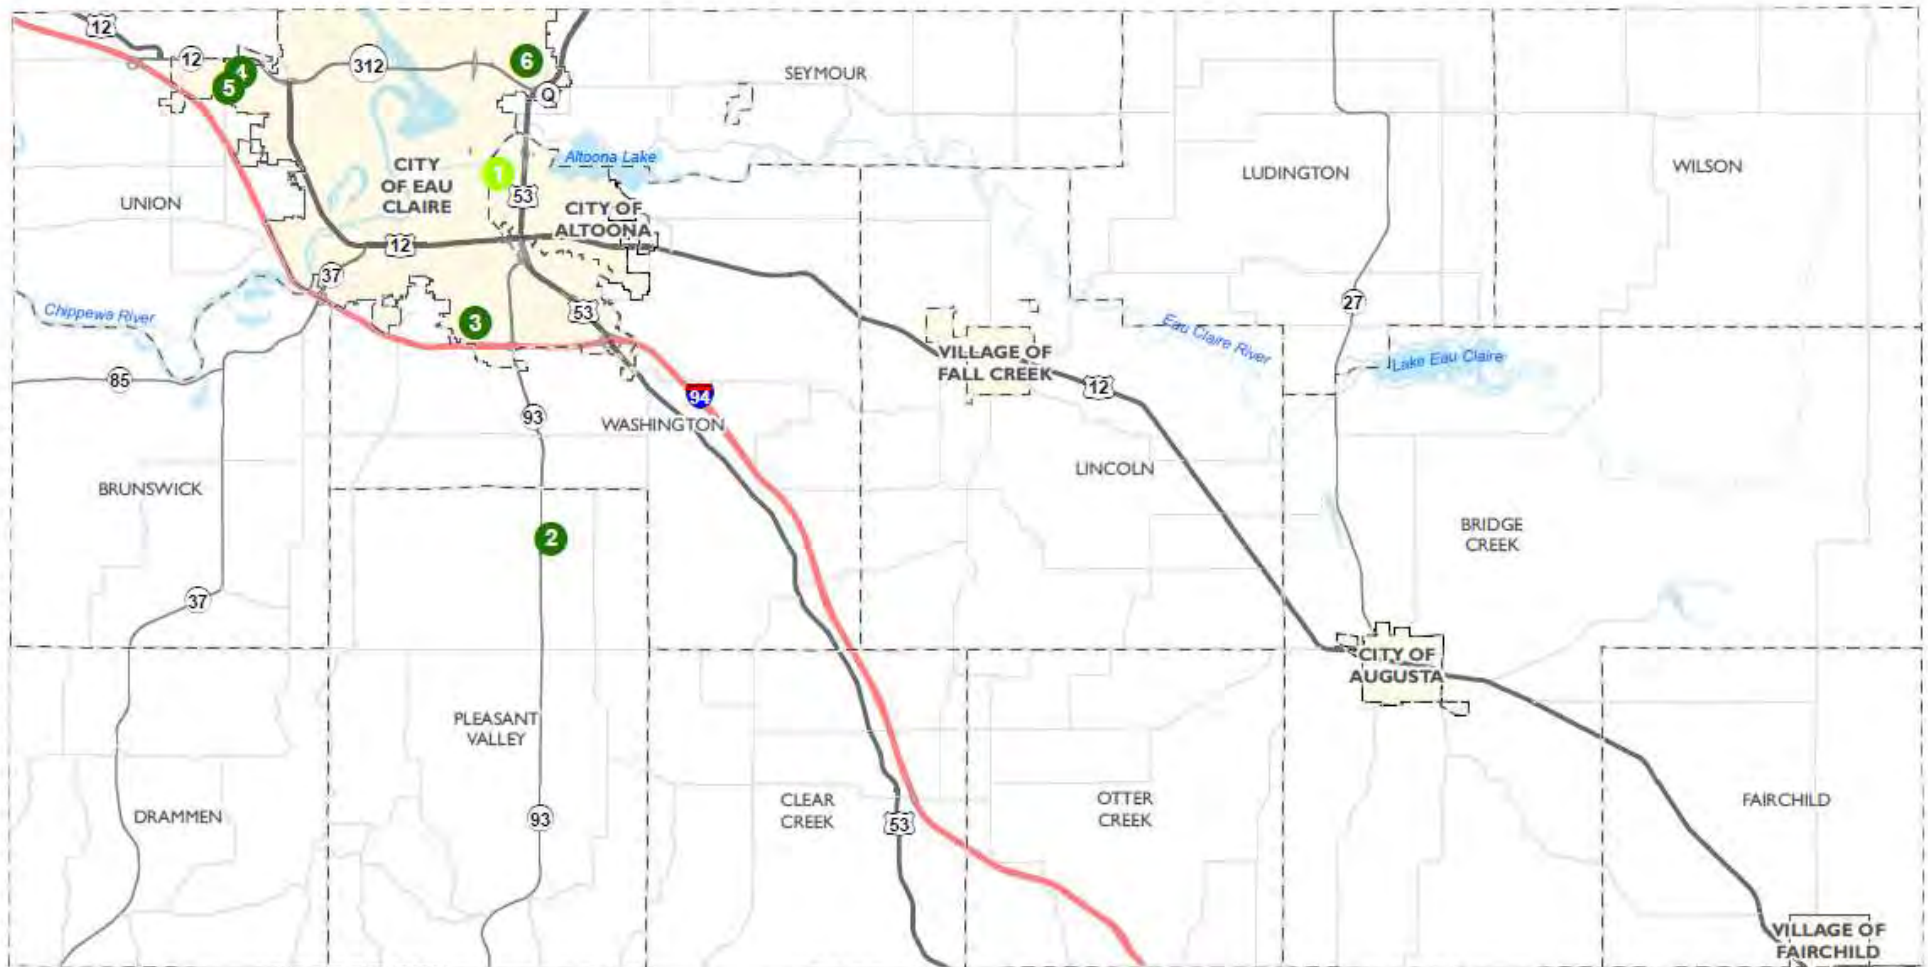 12
12
312
6
4
5
SEYMOUR
Q
Altoona Lake
CITY
OF EAU
CLAIRE
1
53
WILSON
LUDINGTON
UNION
CITY OF
ALTOONA
12
37
27
Chippewa River
3
53
Eau Claire River
VILLAGE OF
FALL CREEK
Lake Eau Claire
85
94
12
93
WASHINGTON
LINCOLN
BRUNSWICK
BRIDGE
CREEK
2
37
CITY OF
AUGUSTA
PLEASANT
VALLEY
DRAMMEN
93
CLEAR
CREEK
53
OTTER
CREEK
FAIRCHILD
VILLAGE OF
FAIRCHILD